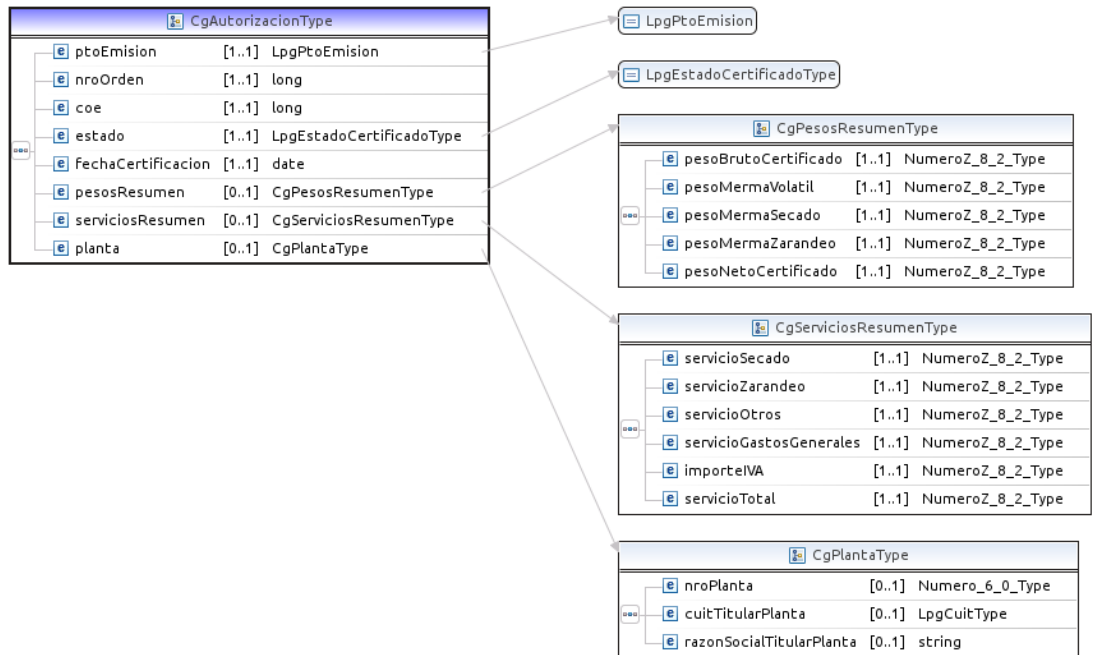 CgAutorizacionType
ptoEmision [1..1] LpgPtoEmision
nroOrden [1..1] long
coe [1..1] long
estado [1..1] LpgEstadoCertificadoType
fechaCertificacion [1..1] date
pesosResumen [0..1] CgPesosResumenType
serviciosResumen [0..1] CgServiciosResumenType
planta [0..1] CgPlantaType
LpgPtoEmision
LpgEstadoCertificadoType
CgPesosResumenType
pesoBrutoCertificado [1..1] NumeroZ_8_2_Type
pesoMermaVolatil [1..1] NumeroZ_8_2_Type
pesoMermaSecado [1..1] NumeroZ_8_2_Type
pesoMermaZarandeo [1..1] NumeroZ_8_2_Type
pesoNetoCertificado [1..1] NumeroZ_8_2_Type
CgServiciosResumenType
servicioSecado [1..1] NumeroZ_8_2_Type
servicioZarandeo [1..1] NumeroZ_8_2_Type
servicioOtros [1..1] NumeroZ_8_2_Type
servicioGastosGenerales [1..1] NumeroZ_8_2_Type
importeIVA [1..1] NumeroZ_8_2_Type
servicioTotal [1..1] NumeroZ_8_2_Type
CgPlantaType
nroPlanta [0..1] Numero_6_0_Type
cuitTitularPlanta [0..1] LpgCuitType
razonSocialTitularPlanta [0..1] string